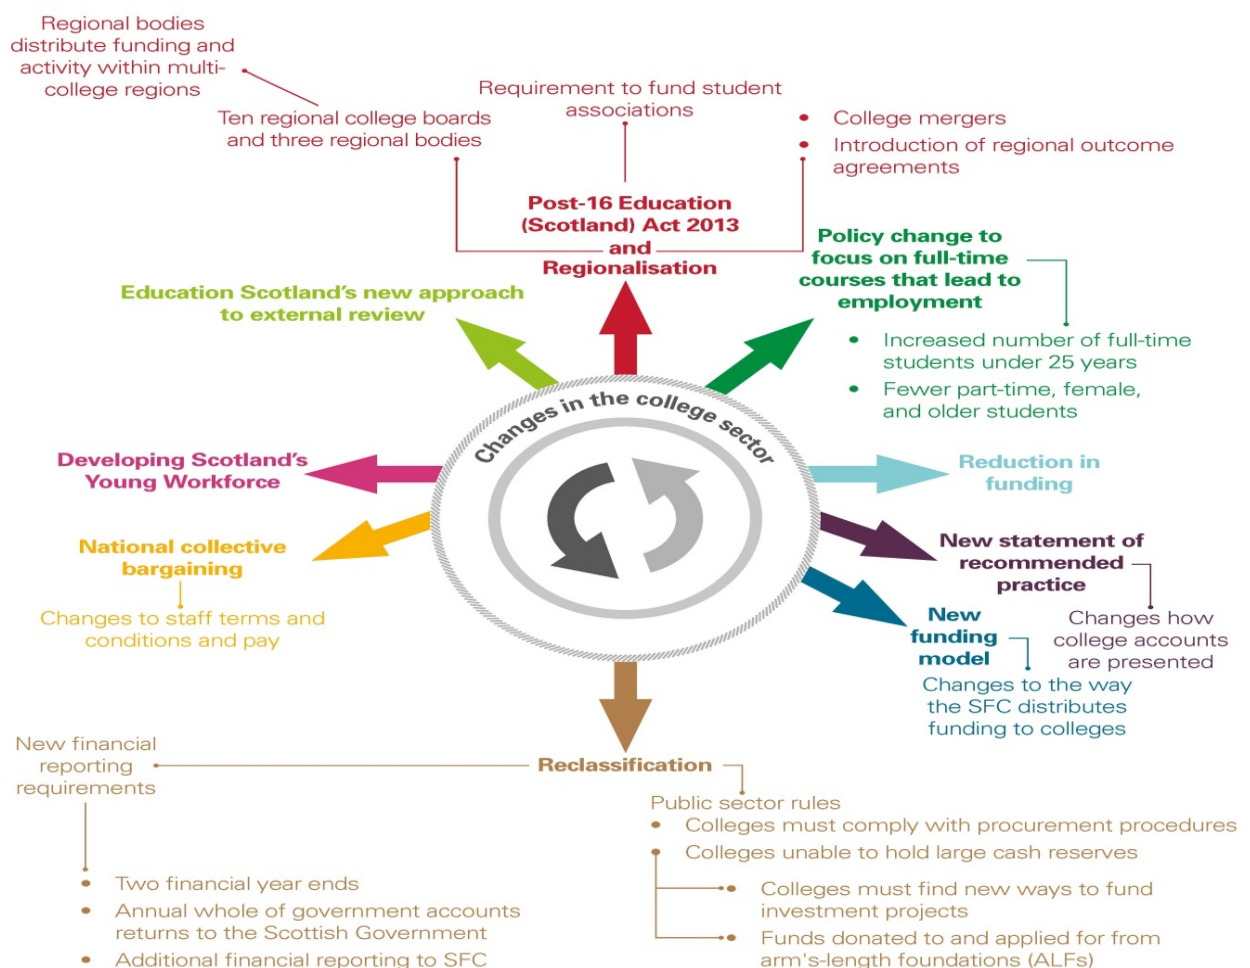 Regional bodies
distribute funding and
activity within multi-
college regions
Ten regional college boards
and three regional bodies
Requirement to fund student
associations
• College mergers
• Introduction of regional outcome
agreements
Post-16 Education
(Scotland) Act 2013
and
Regionalisation
Policy change to
focus on full-time
courses that lead to
employment
• Increased number of full-time
students under 25 years
• Fewer part-time, female,
and older students
Education Scotland's new approach
to external review
Changes in the college sector
Developing Scotland's
Young Workforce
Reduction in
funding
National collective
bargaining
Changes to staff terms and
conditions and pay
New statement of
recommended
practice
Changes how
college accounts
are presented
New
funding
model
Changes to the way
the SFC distributes
funding to colleges
Reclassification
New financial
reporting
requirements
• Two financial year ends
• Annual whole of government accounts
returns to the Scottish Government
• Additional financial reporting to SFC
Public sector rules
• Colleges must comply with procurement procedures
• Colleges unable to hold large cash reserves
• Colleges must find new ways to fund
investment projects
• Funds donated to and applied for from
arm's-length foundations (ALFs)